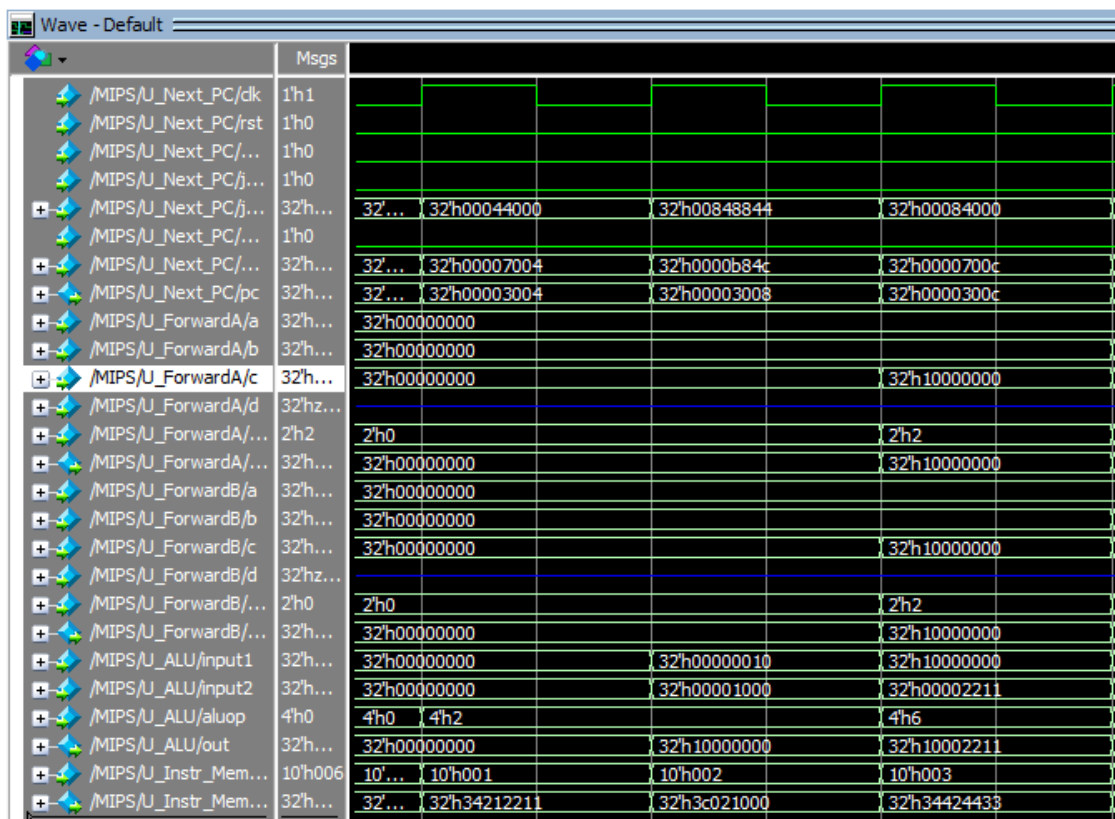 Wave - Default
Msgs
/MIPS/U_Next_PC/clk 1'h1
/MIPS/U_Next_PC/rst 1'h0
/MIPS/U_Next_PC/... 1'h0
/MIPS/U_Next_PC/j... 1'h0
/MIPS/U_Next_PC/j... 32'h... 32'... 32'h00044000 32'h00848844 32'h00084000
/MIPS/U_Next_PC/... 1'h0
/MIPS/U_Next_PC/... 32'h... 32'... 32'h00007004 32'h0000b84c 32'h0000700c
/MIPS/U_Next_PC/pc 32'h... 32'... 32'h00003004 32'h00003008 32'h0000300c
/MIPS/U_ForwardA/a 32'h... 32'h00000000
/MIPS/U_ForwardA/b 32'h... 32'h00000000
/MIPS/U_ForwardA/c 32'h... 32'h00000000 32'h10000000
/MIPS/U_ForwardA/d 32'hz...
/MIPS/U_ForwardA/... 2'h2 2'h0 2'h2
/MIPS/U_ForwardA/... 32'h... 32'h00000000 32'h10000000
/MIPS/U_ForwardB/a 32'h... 32'h00000000
/MIPS/U_ForwardB/b 32'h... 32'h00000000
/MIPS/U_ForwardB/c 32'h... 32'h00000000 32'h10000000
/MIPS/U_ForwardB/d 32'hz...
/MIPS/U_ForwardB/... 2'h0 2'h0 2'h2
/MIPS/U_ForwardB/... 32'h... 32'h00000000 32'h10000000
/MIPS/U_ALU/input1 32'h... 32'h00000000 32'h00000010 32'h10000000
/MIPS/U_ALU/input2 32'h... 32'h00000000 32'h00001000 32'h00002211
/MIPS/U_ALU/aluop 4'h0 4'h0 4'h2 4'h6
/MIPS/U_ALU/out 32'h... 32'h00000000 32'h10000000 32'h10002211
/MIPS/U_Instr_Mem... 10'h006 10'... 10'h001 10'h002 10'h003
/MIPS/U_Instr_Mem... 32'h... 32'... 32'h34212211 32'h3c021000 32'h34424433